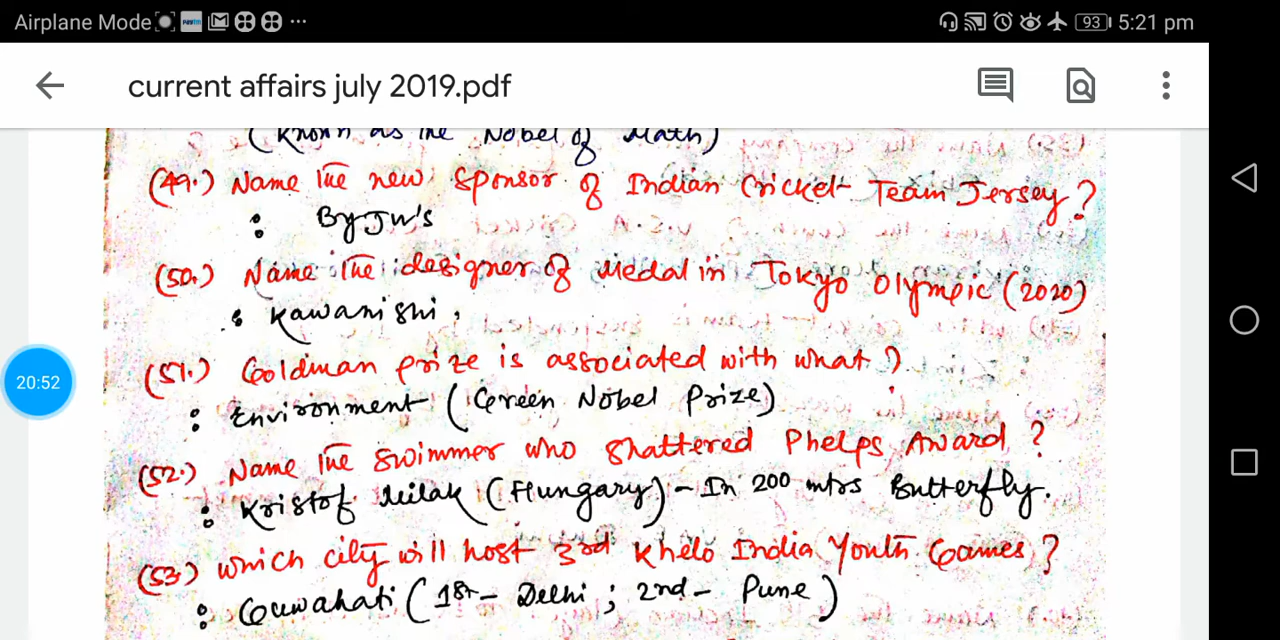 Airplane Mode ... 93 5:21 pm
current affairs july 2019.pdf
(Known as the Nobel of Math)
(49.) Name the new sponsor of Indian Cricket Team Jersey?
: ByJu's
(50.) Name the designer of Medal in Tokyo Olympic (2020)
: Kawanishi.
20:52
(51.) Goldman prize is associated with what?
: Environment (Green Nobel Prize)
(52.) Name the swimmer who shattered Phelps Award?
: Kristof Milak (Hungary) - In 200 mtrs Butterfly.
(53.) which city will host 3rd Khelo India Youth Games?
: Guwahati (1st - Delhi ; 2nd - Pune)